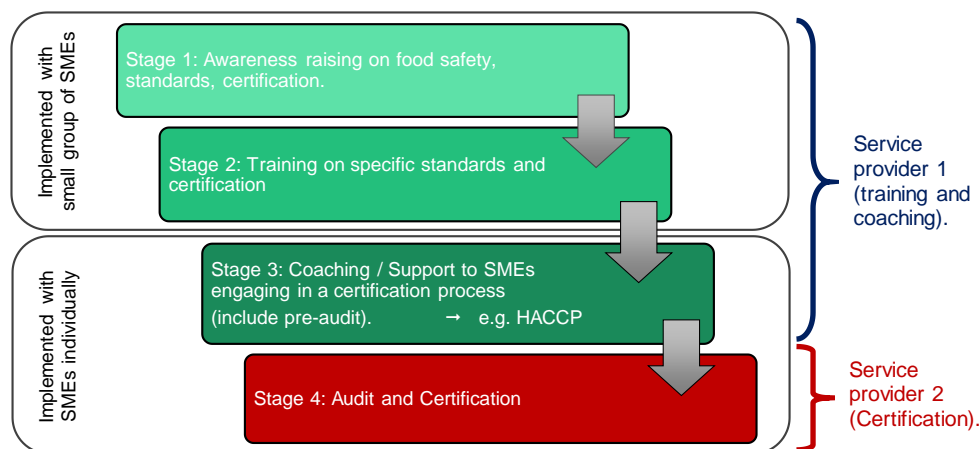 Implemented with
small group of SMEs
Stage 1: Awareness raising on food safety,
standards, certification.
Stage 2: Training on specific standards and
certification
Service
provider 1
(training and
coaching).
Implemented with
SMEs individually
Stage 3: Coaching / Support to SMEs
engaging in a certification process
(include pre-audit). → e.g. HACCP
Stage 4: Audit and Certification
Service
provider 2
(Certification).